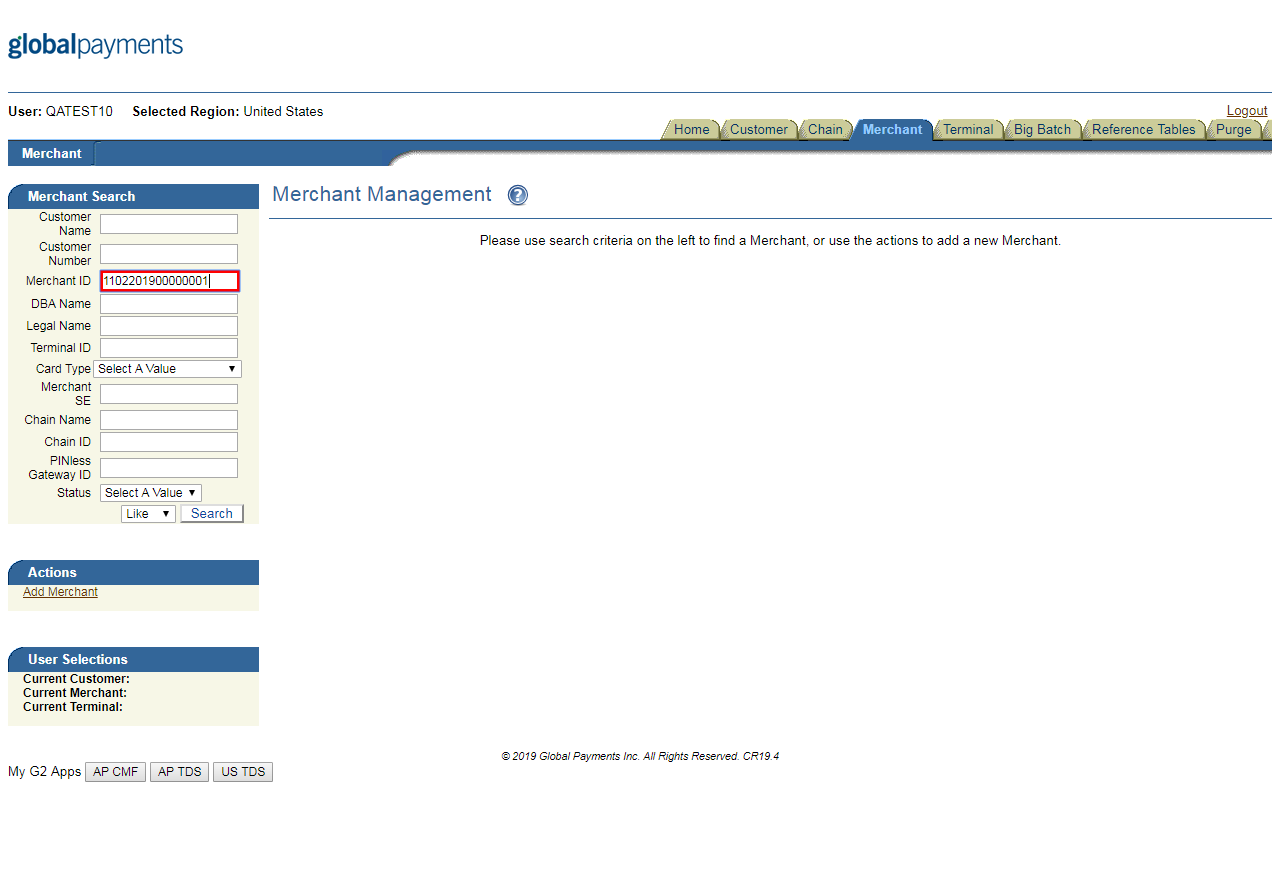 globalpayments
User: QATEST10 Selected Region: United States
Logout
Home Customer Chain Merchant Terminal Big Batch Reference Tables Purge
Merchant
Merchant Search
Customer
Name
Customer
Number
Merchant ID 1102201900000001
DBA Name
Legal Name
Terminal ID
Card Type Select A Value
Merchant
SE
Chain Name
Chain ID
PINless
Gateway ID
Status Select A Value
Like Search
Merchant Management ?
Please use search criteria on the left to find a Merchant, or use the actions to add a new Merchant.
Actions
Add Merchant
User Selections
Current Customer:
Current Merchant:
Current Terminal:
© 2019 Global Payments Inc. All Rights Reserved. CR19.4
My G2 Apps AP CMF AP TDS US TDS